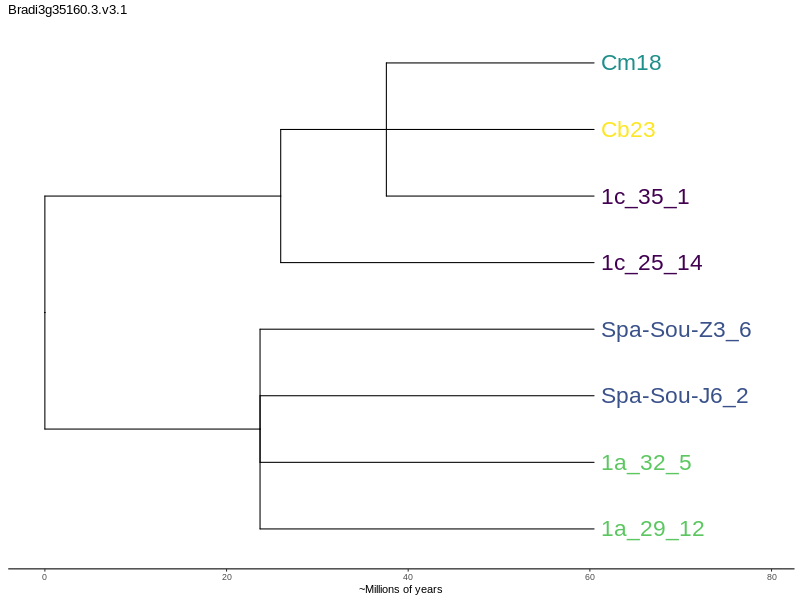 Bradi3g35160.3.v3.1
Cm18
Cb23
1c_35_1
1c_25_14
Spa-Sou-Z3_6
Spa-Sou-J6_2
1a_32_5
1a_29_12
0 20 40 60 80
~Millions of years